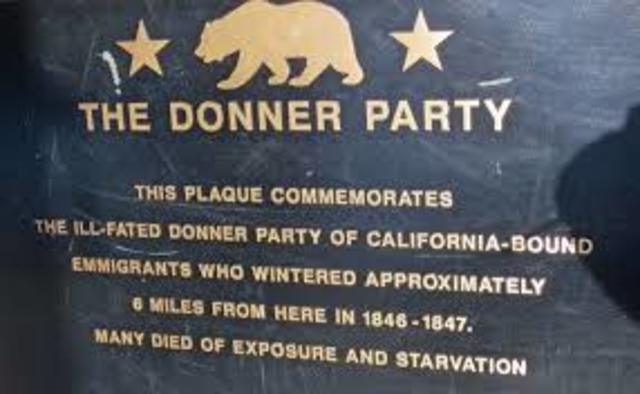 THE DONNER PARTY
THIS PLAQUE COMMEMORATES
THE ILL-FATED DONNER PARTY OF CALIFORNIA-BOUND
EMMIGRANTS WHO WINTERED APPROXIMATELY
6 MILES FROM HERE IN 1846-1847.
MANY DIED OF EXPOSURE AND STARVATION